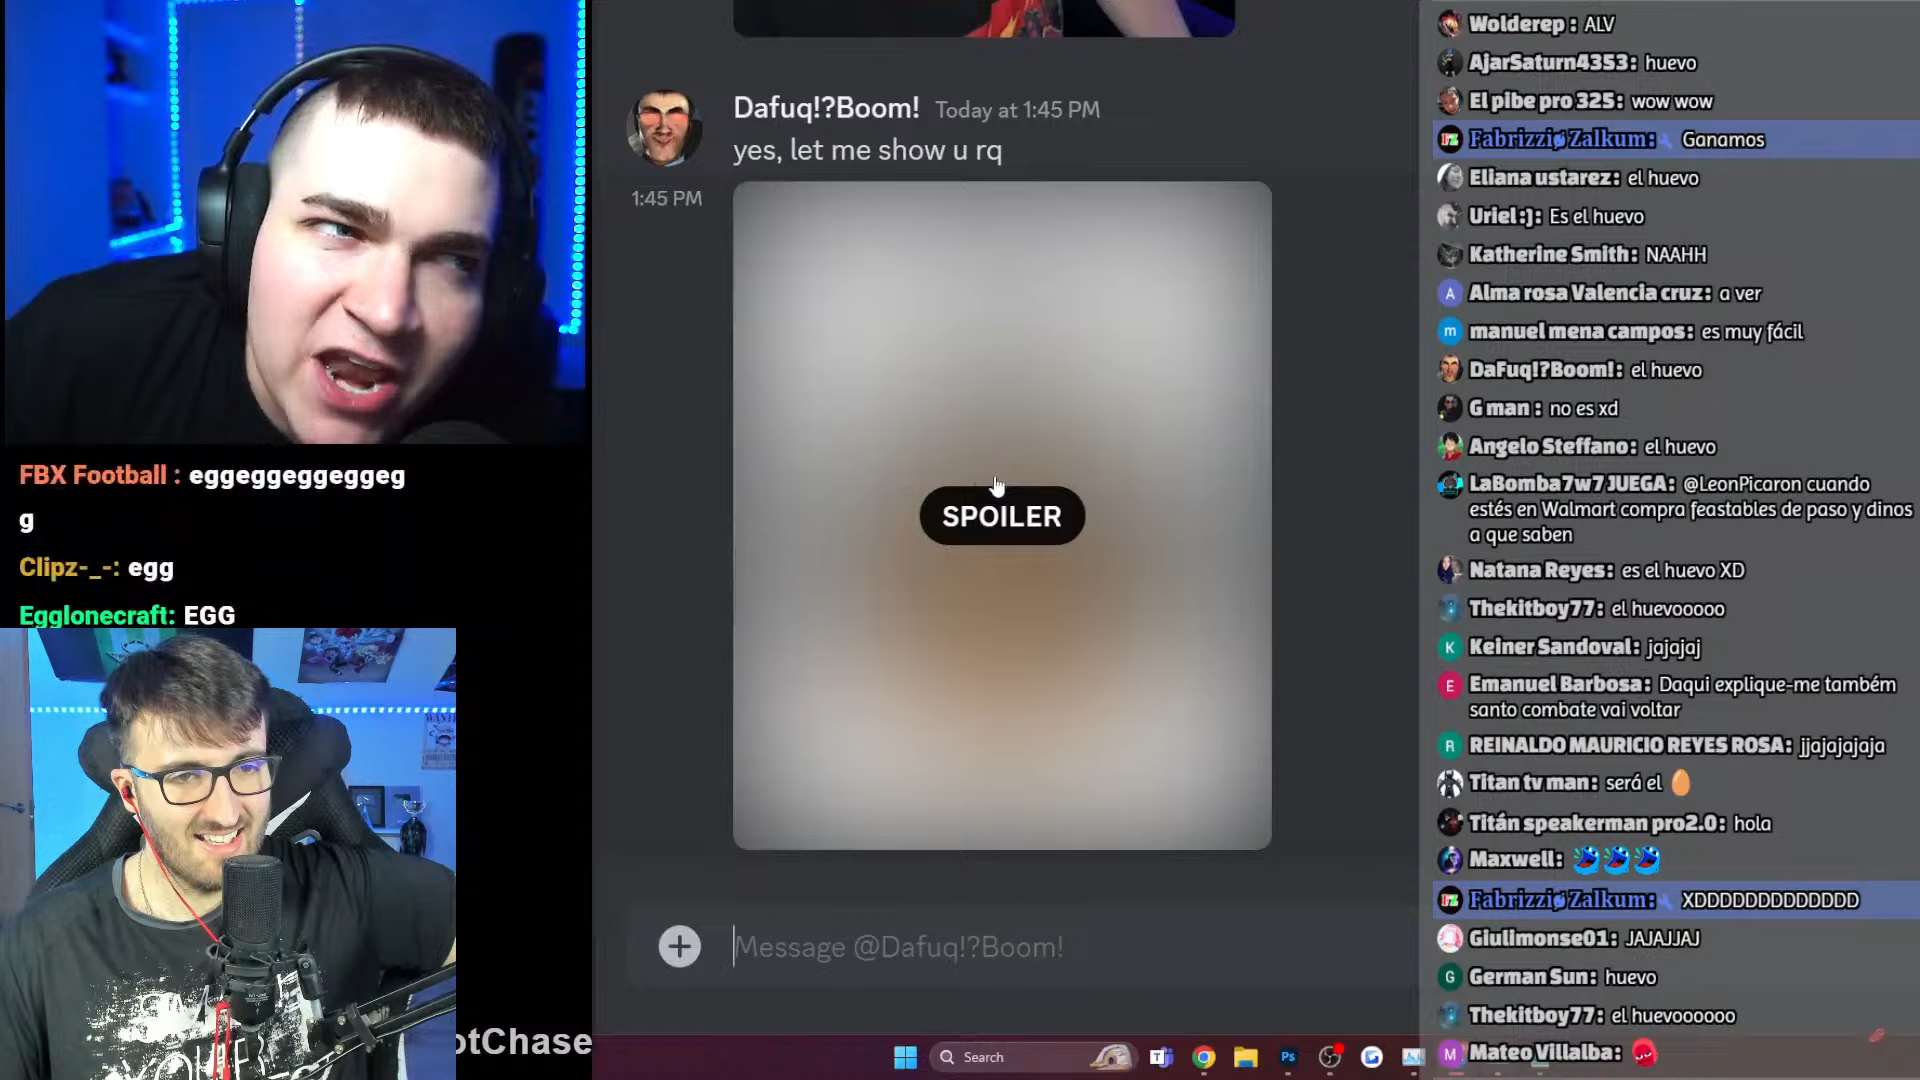 FBX Football : eggeggeggeggeg
g
Clipz-_-: egg
Egglonecraft: EGG
otChase
Dafuq!?Boom! Today at 1:45 PM
yes, let me show u rq
1:45 PM
SPOILER
Message @Dafuq!?Boom!
Search
Wolderep : ALV
AjarSaturn4353: huevo
El pibe pro 325: wow wow
FabrizziøZalkum: Ganamos
Eliana ustarez: el huevo
Uriel :]: Es el huevo
Katherine Smith: NAAHH
A Alma rosa Valencia cruz: a ver
m manuel mena campos: es muy fácil
DaFuq!?Boom!: el huevo
G man : no es xd
Angelo Steffano: el huevo
LaBomba7w7 JUEGA: @LeonPicaron cuando
estés en Walmart compra feastables de paso y dinos
a que saben
Natana Reyes: es el huevo XD
Thekitboy77: el huevooooo
K Keiner Sandoval: jajajaj
E Emanuel Barbosa: Daqui explique-me também
santo combate vai voltar
R REINALDO MAURICIO REYES ROSA: jjajajajaja
Titan tv man: será el
Titán speakerman pro2.0: hola
Maxwell:
FabrizziøZalkum: XDDDDDDDDDDDDD
Giulimonse01: JAJAJJAJ
G German Sun: huevo
Thekitboy77: el huevoooooo
M Mateo Villalba: